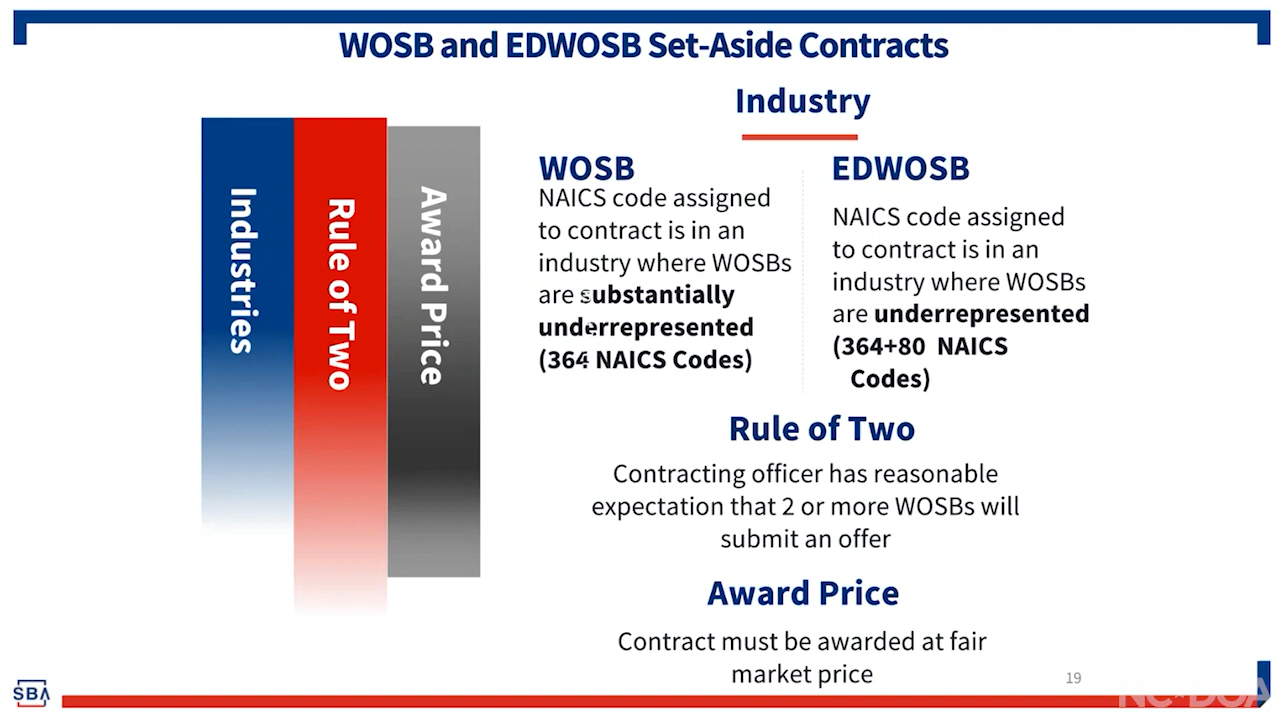 WOSB and EDWOSB Set-Aside Contracts
Industries
Rule of Two
Award Price
Industry
WOSB
NAICS code assigned
to contract is in an
industry where WOSBs
are substantially
underrepresented
(364 NAICS Codes)
EDWOSB
NAICS code assigned
to contract is in an
industry where WOSBs
are underrepresented
(364+80 NAICS
Codes)
Rule of Two
Contracting officer has reasonable
expectation that 2 or more WOSBs will
submit an offer
Award Price
Contract must be awarded at fair
market price
19
SBA
NC*DOA